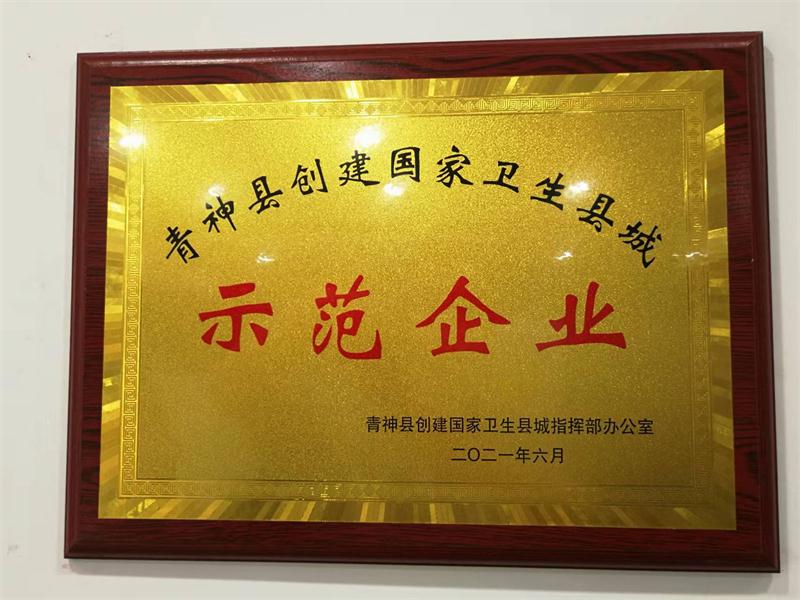 青神县创建国家卫生县城
示范企业
青神县创建国家卫生县城指挥部办公室
二〇二一年六月